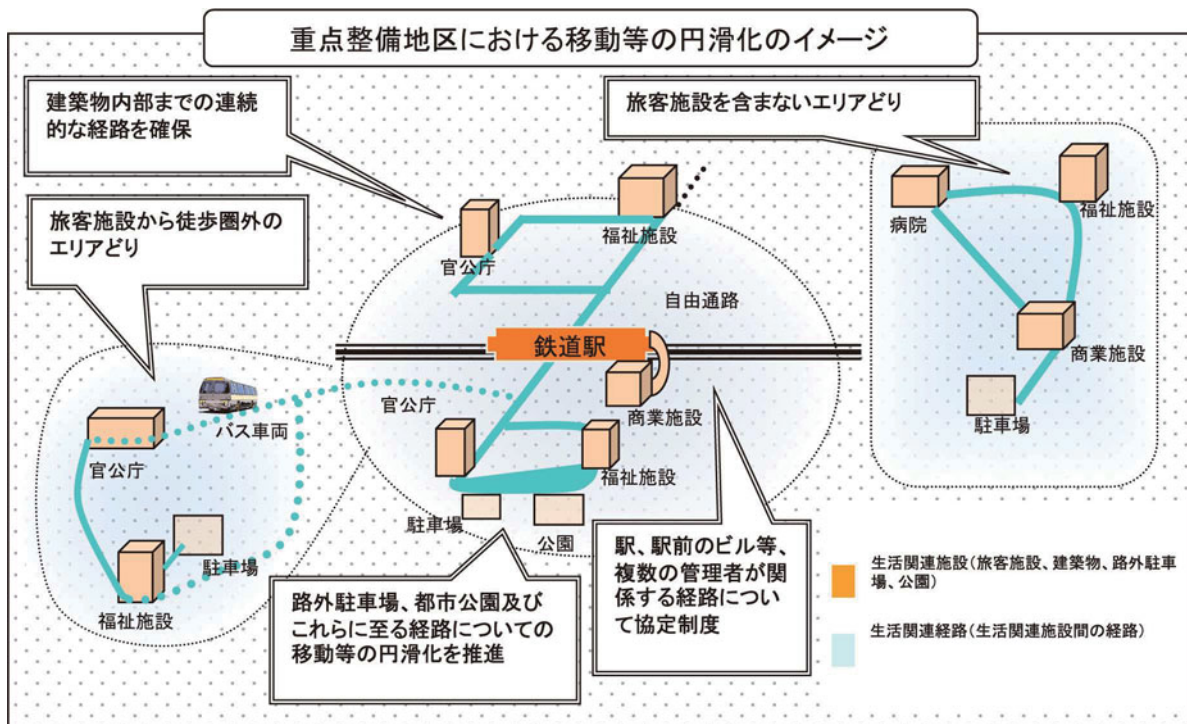 重点整備地区における移動等の円滑化のイメージ
建築物内部までの連続
的な経路を確保
旅客施設を含まないエリアどり
旅客施設から徒歩圏外の
エリアどり
官公庁
福祉施設
自由通路
鉄道駅
商業施設
官公庁
福祉施設
駐車場
公園
バス車両
官公庁
駐車場
福祉施設
病院
福祉施設
商業施設
駐車場
路外駐車場、都市公園及び
これらに至る経路についての
移動等の円滑化を推進
駅、駅前のビル等、
複数の管理者が関
係する経路につい
て協定制度
生活関連施設(旅客施設、建築物、路外駐車
場、公園)
生活関連経路(生活関連施設間の経路)